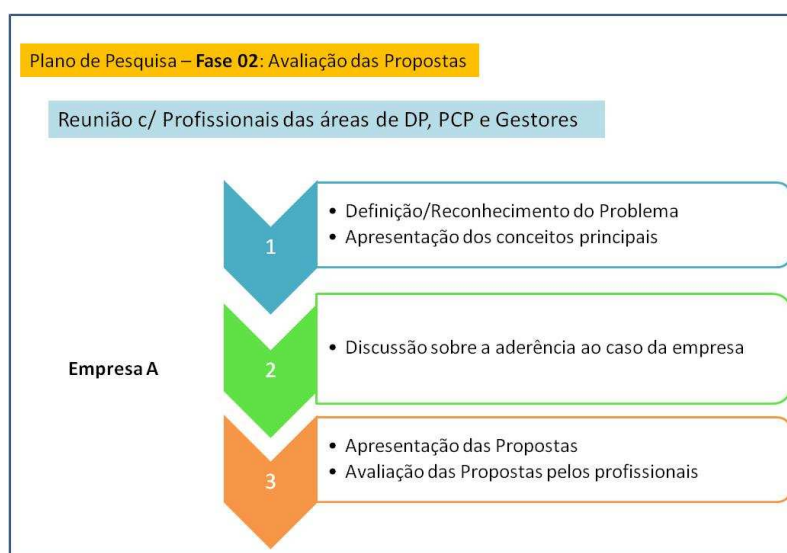 Plano de Pesquisa – Fase 02: Avaliação das Propostas
Reunião c/ Profissionais das áreas de DP, PCP e Gestores
1
• Definição/Reconhecimento do Problema
• Apresentação dos conceitos principais
Empresa A
2
• Discussão sobre a aderência ao caso da empresa
3
• Apresentação das Propostas
• Avaliação das Propostas pelos profissionais